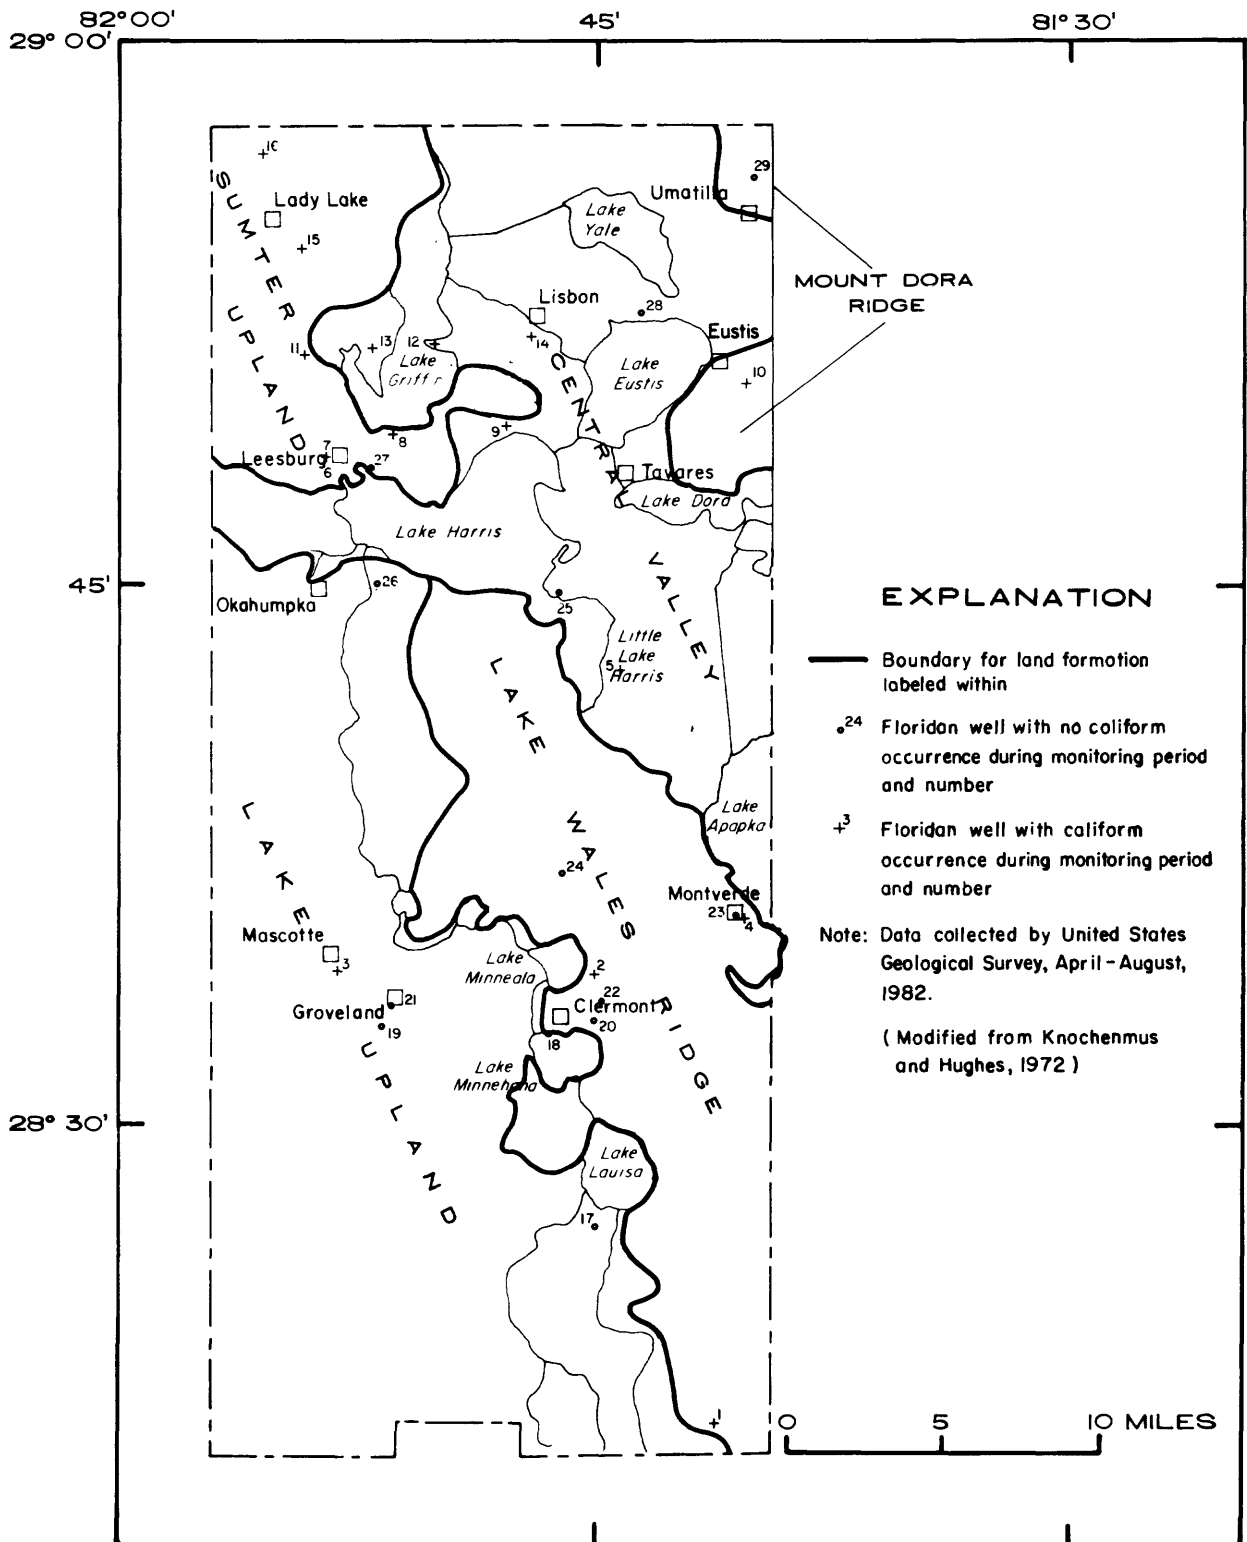 82°00'
45'
81°30'
29°00'
16
29
SUMTER UPLAND
Lady Lake
Umatilla
Lake
Yale
15
MOUNT DORA
RIDGE
Lisbon
28
Eustis
11
13
12
14
Lake
Griffin
CENTRAL VALLEY
Lake
Eustis
10
9
8
7
Leesburg
6
27
Tavares
Lake Dora
Lake Harris
45'
26
25
Okahumpka
EXPLANATION
Little
Lake
Harris
5
Boundary for land formation
labeled within
LAKE WALES RIDGE
24
Floridan well with no coliform
occurrence during monitoring period
and number
LAKE UPLAND
Lake
Apapka
3
Floridan well with caliform
occurrence during monitoring period
and number
24
Montverde
23
4
Mascotte
3
Note: Data collected by United States
Geological Survey, April-August,
1982.
Lake
Minneola
2
22
21
Clermont
Groveland
20
19
18
(Modified from Knochenmus
and Hughes, 1972)
Lake
Minnehaha
28°30'
Lake
Louisa
17
1
0 5 10 MILES